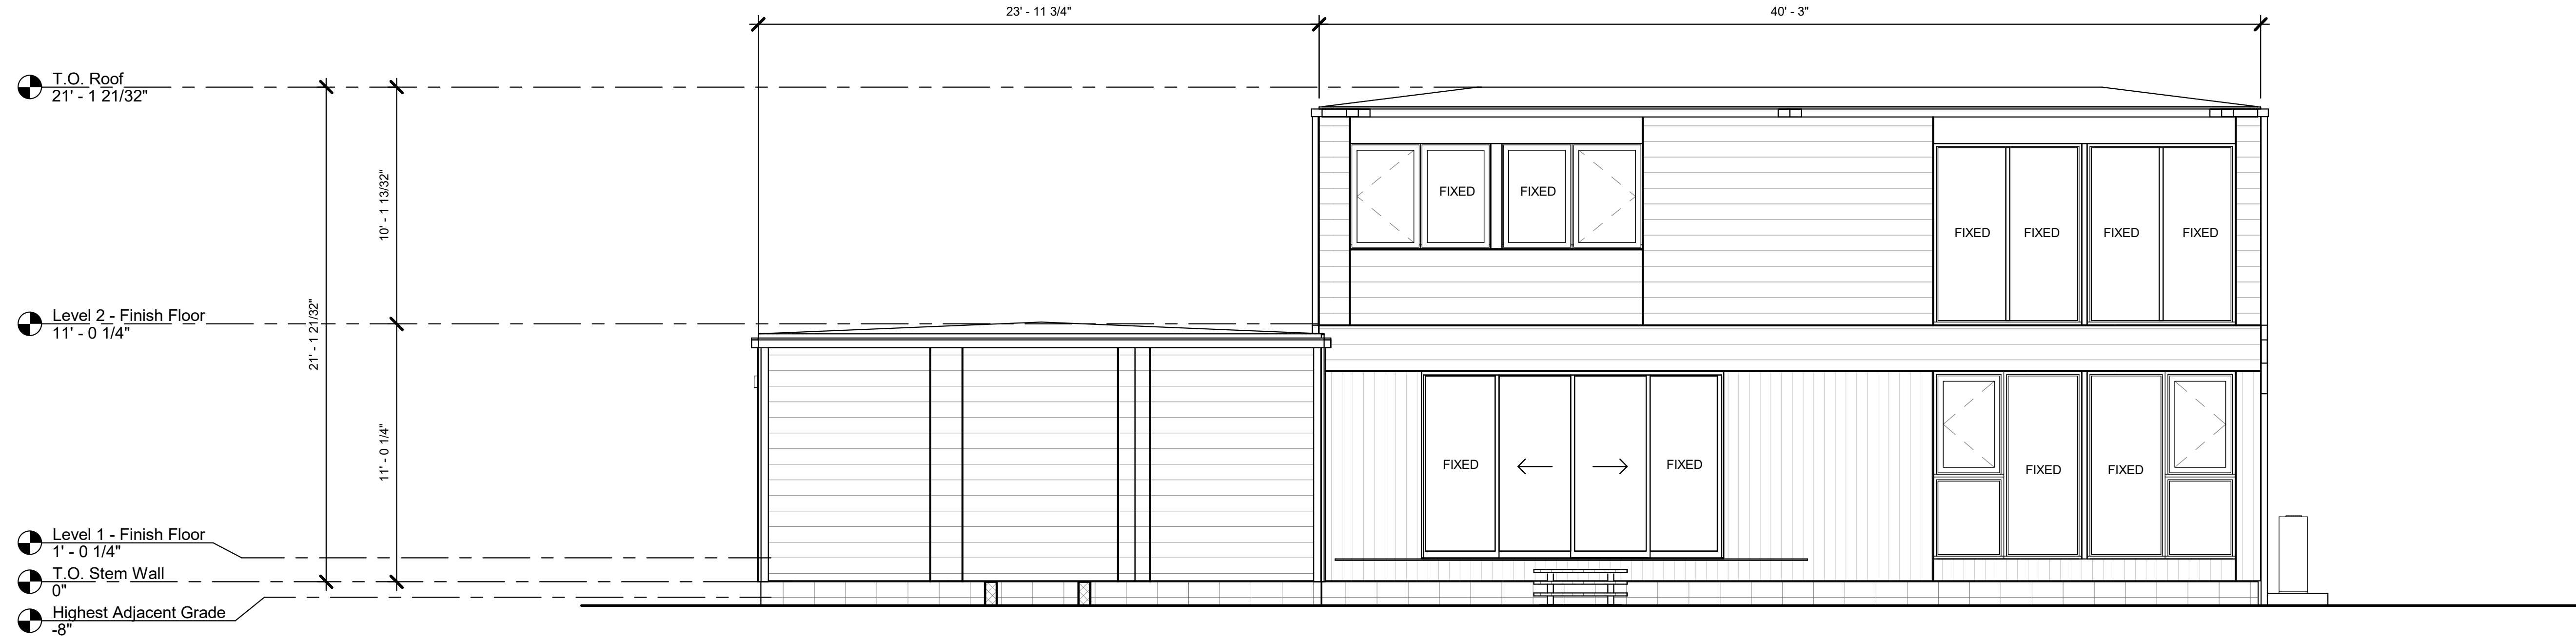 23' - 11 3/4"
40' - 3"
T.O. Roof
21' - 1 21/32"
10' - 1 13/32"
FIXED
FIXED
FIXED
FIXED
FIXED
FIXED
Level 2 - Finish Floor
11' - 0 1/4"
21' - 1 21/32"
11' - 0 1/4"
FIXED
FIXED
FIXED
FIXED
Level 1 - Finish Floor
1' - 0 1/4"
T.O. Stem Wall
0"
Highest Adjacent Grade
-8"